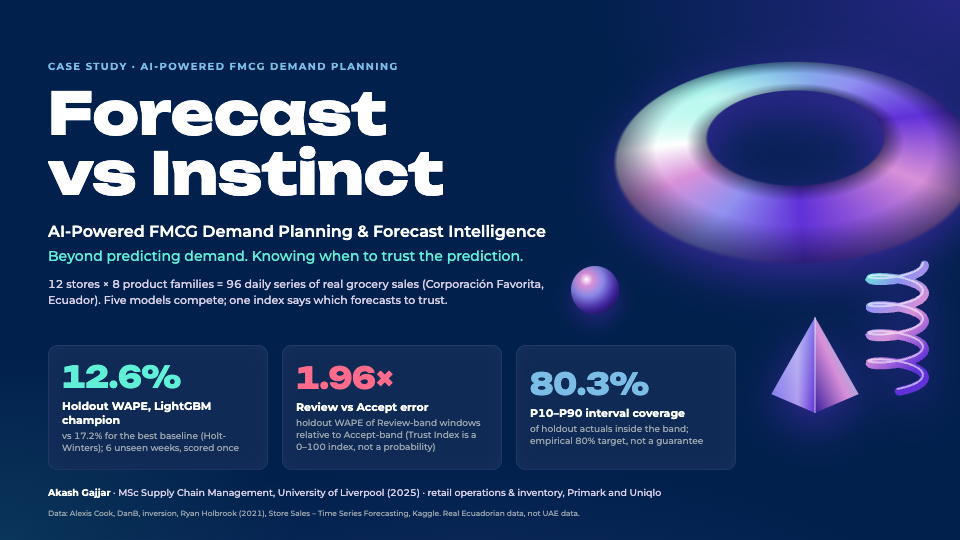 CASE STUDY · AI-POWERED FMCG DEMAND PLANNING
Forecast
vs Instinct
AI-Powered FMCG Demand Planning & Forecast Intelligence
Beyond predicting demand. Knowing when to trust the prediction.
12 stores × 8 product families = 96 daily series of real grocery sales (Corporación Favorita,
Ecuador). Five models compete; one index says which forecasts to trust.
12.6%
Holdout WAPE, LightGBM
champion
vs 17.2% for the best baseline (Holt-
Winters); 6 unseen weeks, scored once
1.96×
Review vs Accept error
holdout WAPE of Review-band windows
relative to Accept-band (Trust Index is a
0–100 index, not a probability)
80.3%
P10–P90 interval coverage
of holdout actuals inside the band;
empirical 80% target, not a guarantee
Akash Gajjar · MSc Supply Chain Management, University of Liverpool (2025) · retail operations & inventory, Primark and Uniqlo
Data: Alexis Cook, DanB, inversion, Ryan Holbrook (2021), Store Sales – Time Series Forecasting, Kaggle. Real Ecuadorian data, not UAE data.